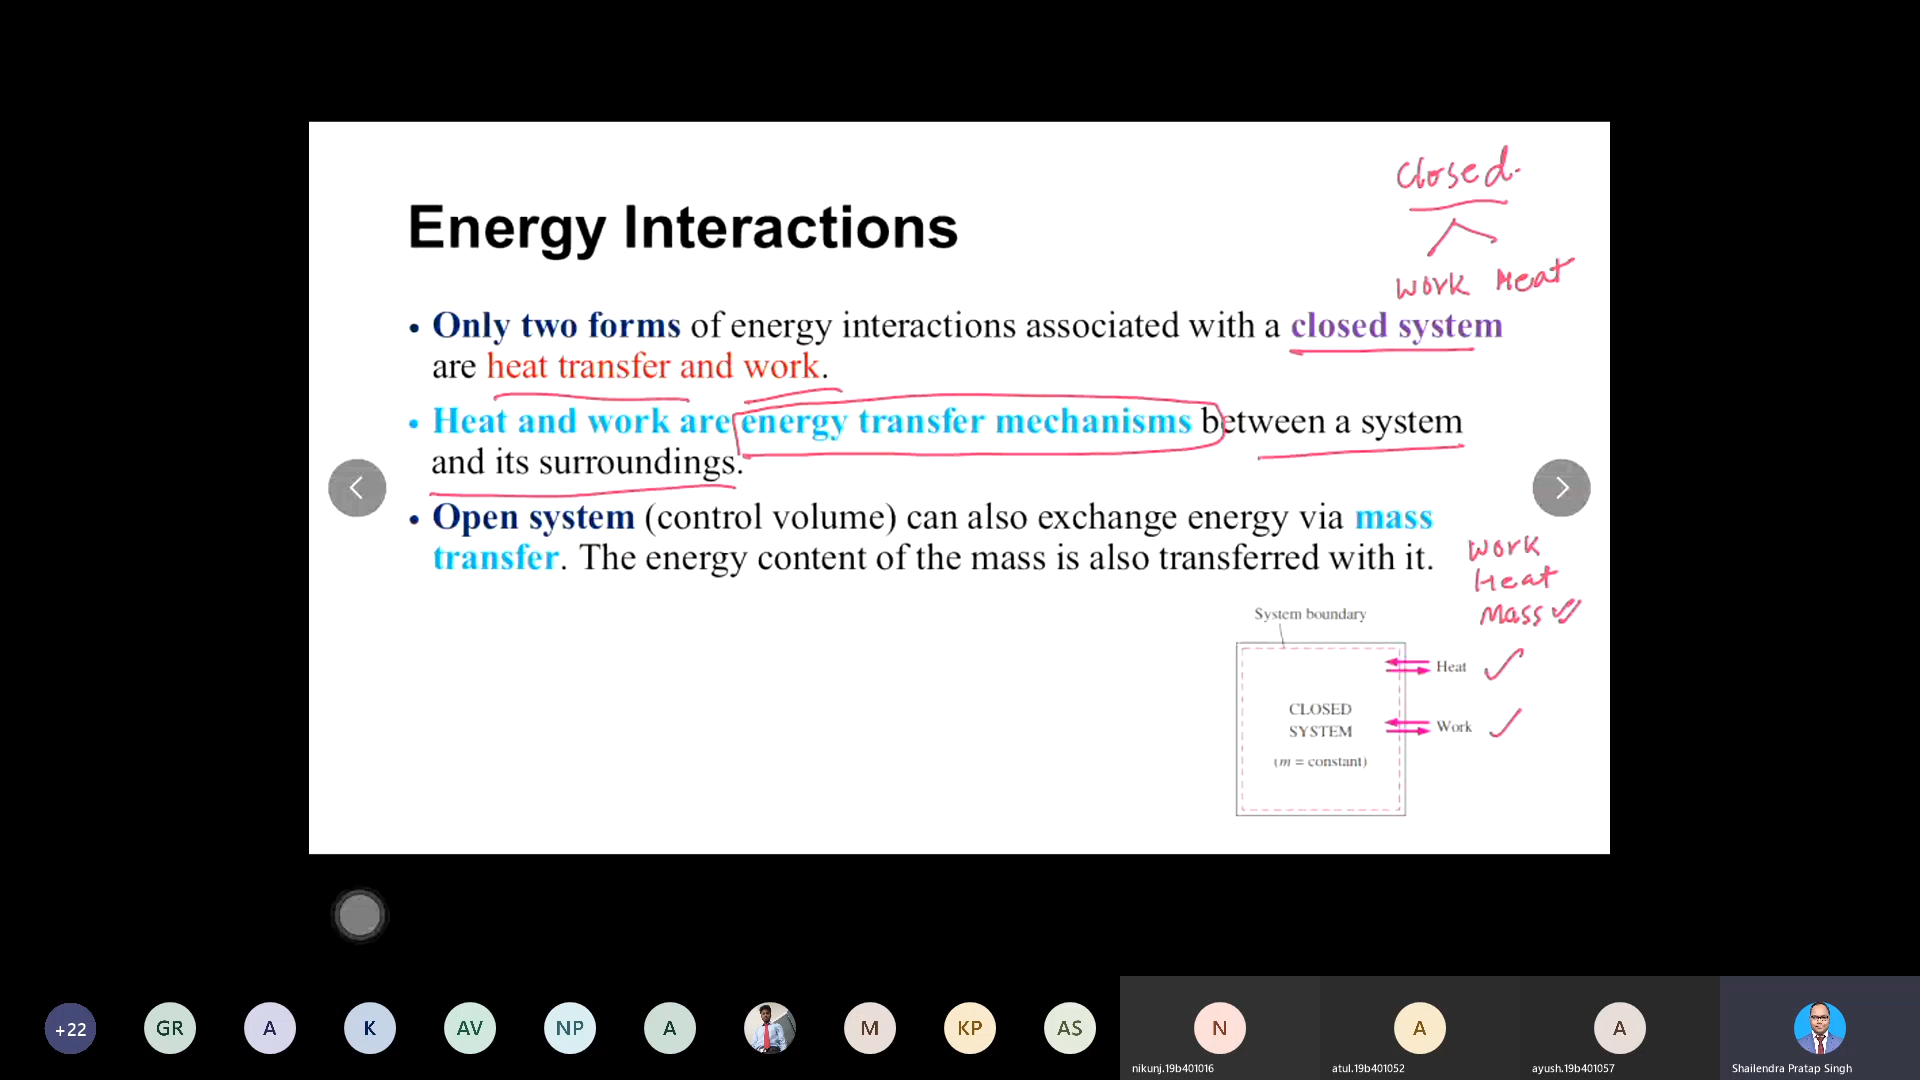 closed.
work Heat
Energy Interactions
• Only two forms of energy interactions associated with a closed system
are heat transfer and work.
• Heat and work are energy transfer mechanisms between a system
and its surroundings.
• Open system (control volume) can also exchange energy via mass
transfer. The energy content of the mass is also transferred with it.
work
Heat
Mass
System boundary
Heat
CLOSED
SYSTEM
Work
(m = constant)
+22
GR
A
K
AV
NP
A
M
KP
AS
N
A
A
nikunj.19b401016
atul.19b401052
ayush.19b401057
Shailendra Pratap Singh